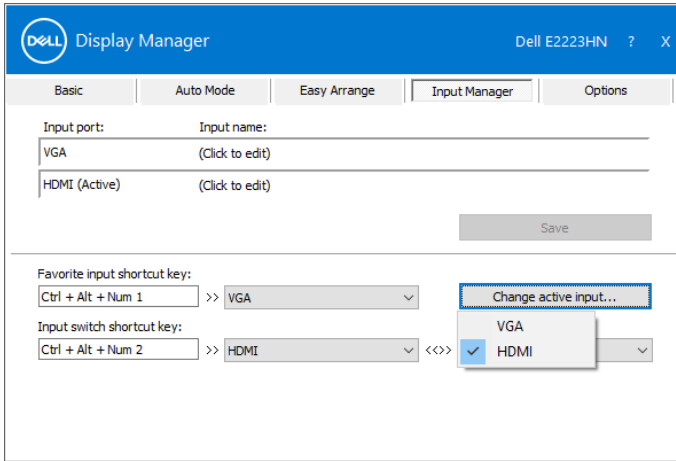 DELL Display Manager Dell E2223HN ? X
Basic Auto Mode Easy Arrange Input Manager Options
Input port: Input name:
VGA (Click to edit)
HDMI (Active) (Click to edit)
Save
Favorite input shortcut key:
Ctrl + Alt + Num 1 >> VGA Change active input...
Input switch shortcut key:
VGA
Ctrl + Alt + Num 2 >> HDMI <<>> HDMI